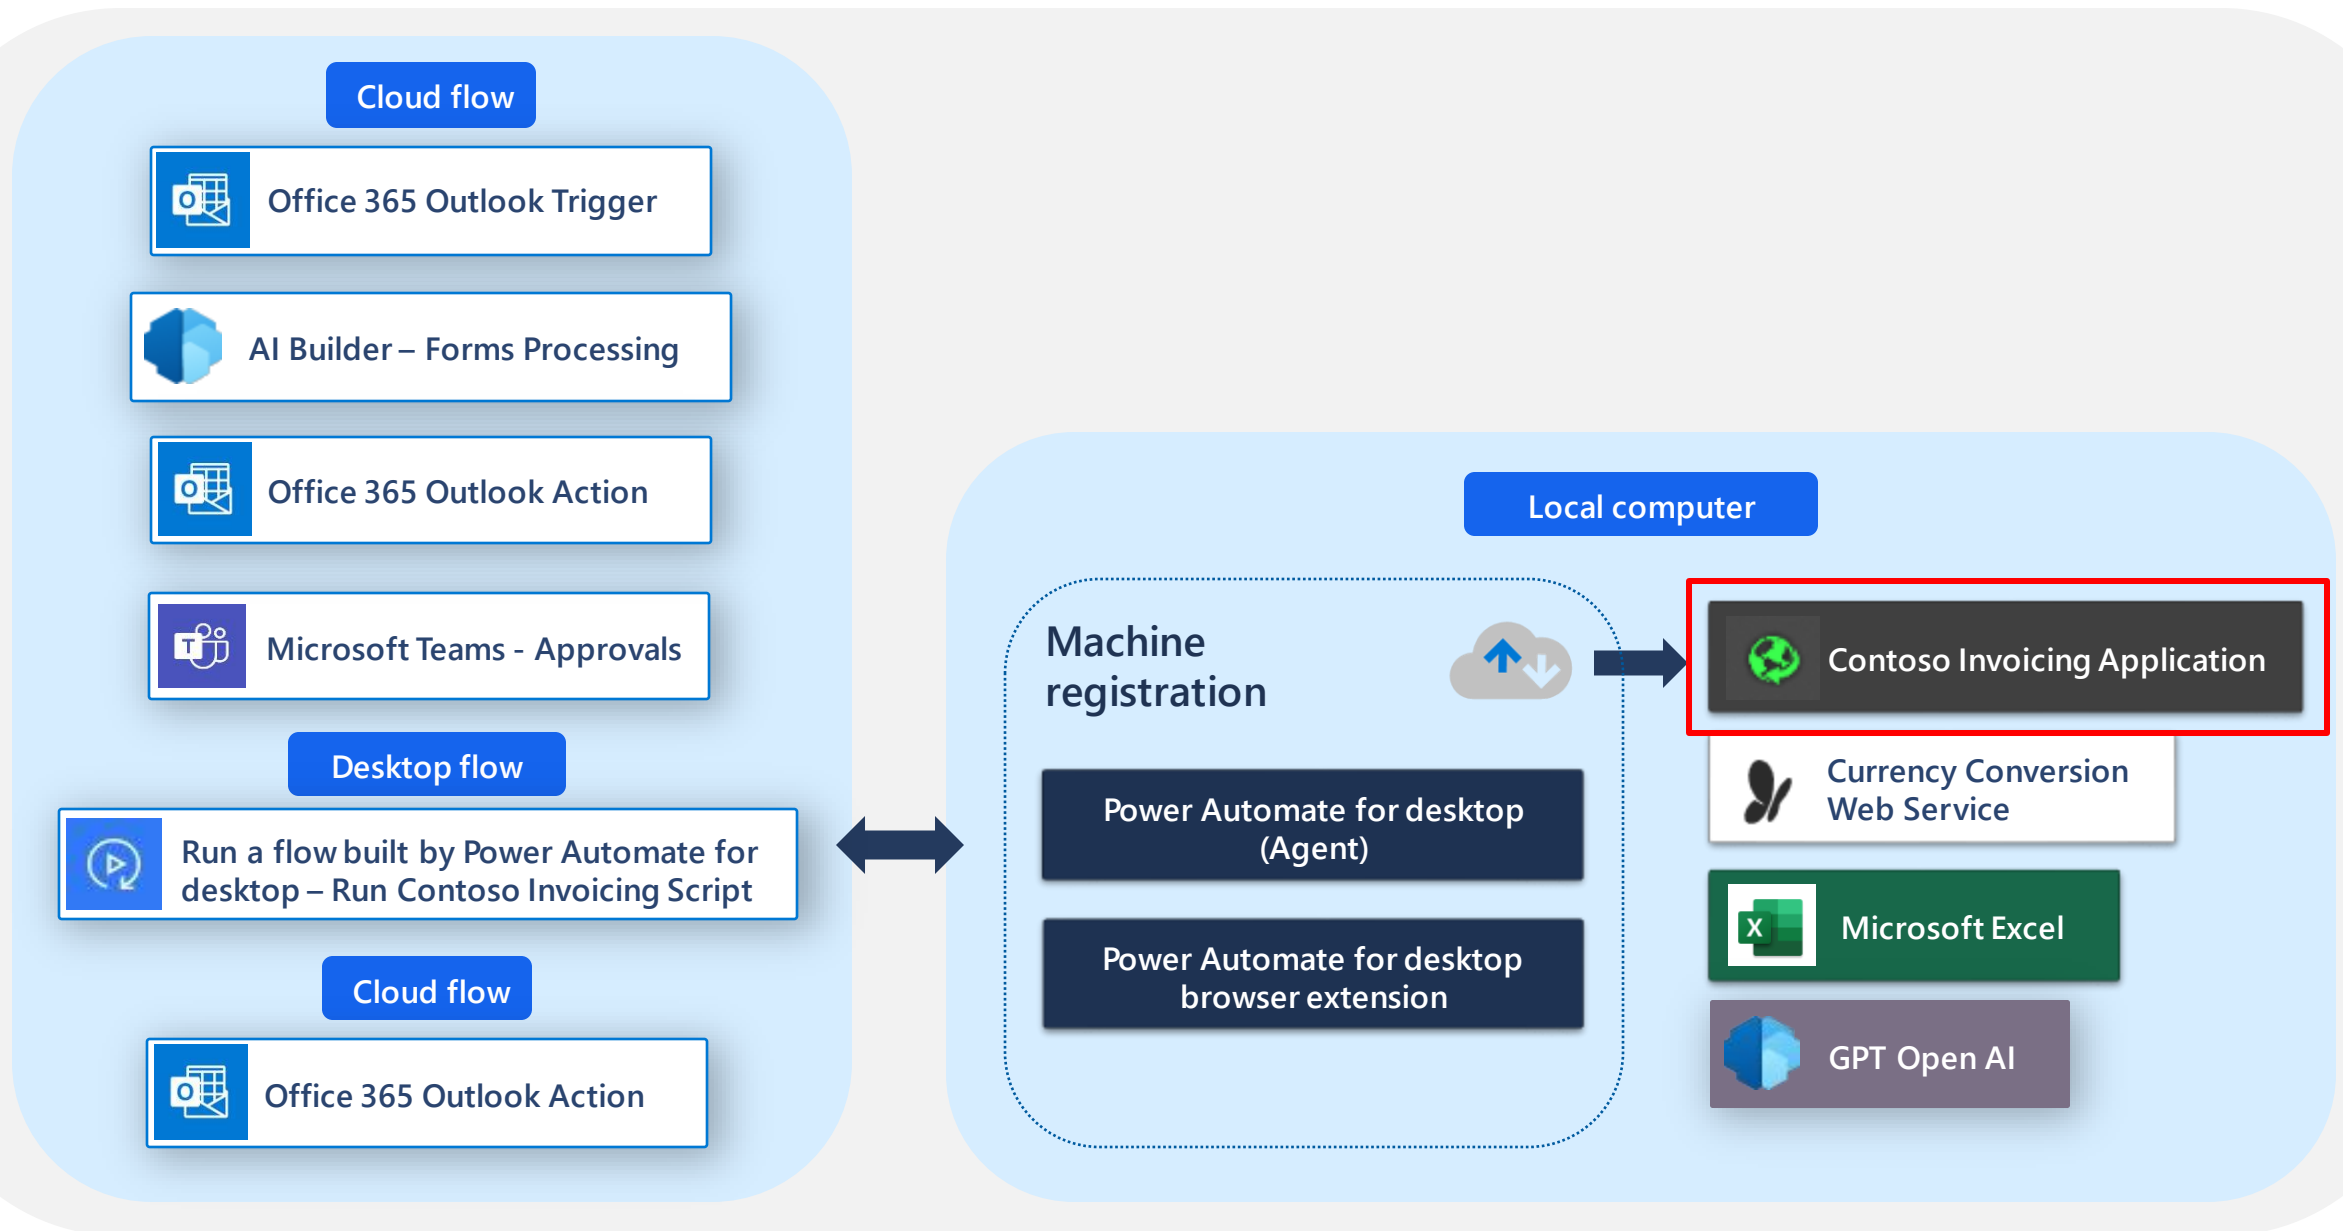 Cloud flow
Office 365 Outlook Trigger
AI Builder – Forms Processing
Office 365 Outlook Action
Microsoft Teams - Approvals
Desktop flow
Run a flow built by Power Automate for
desktop – Run Contoso Invoicing Script
Cloud flow
Office 365 Outlook Action
Local computer
Machine
registration
Power Automate for desktop
(Agent)
Power Automate for desktop
browser extension
Contoso Invoicing Application
Currency Conversion
Web Service
Microsoft Excel
GPT Open AI